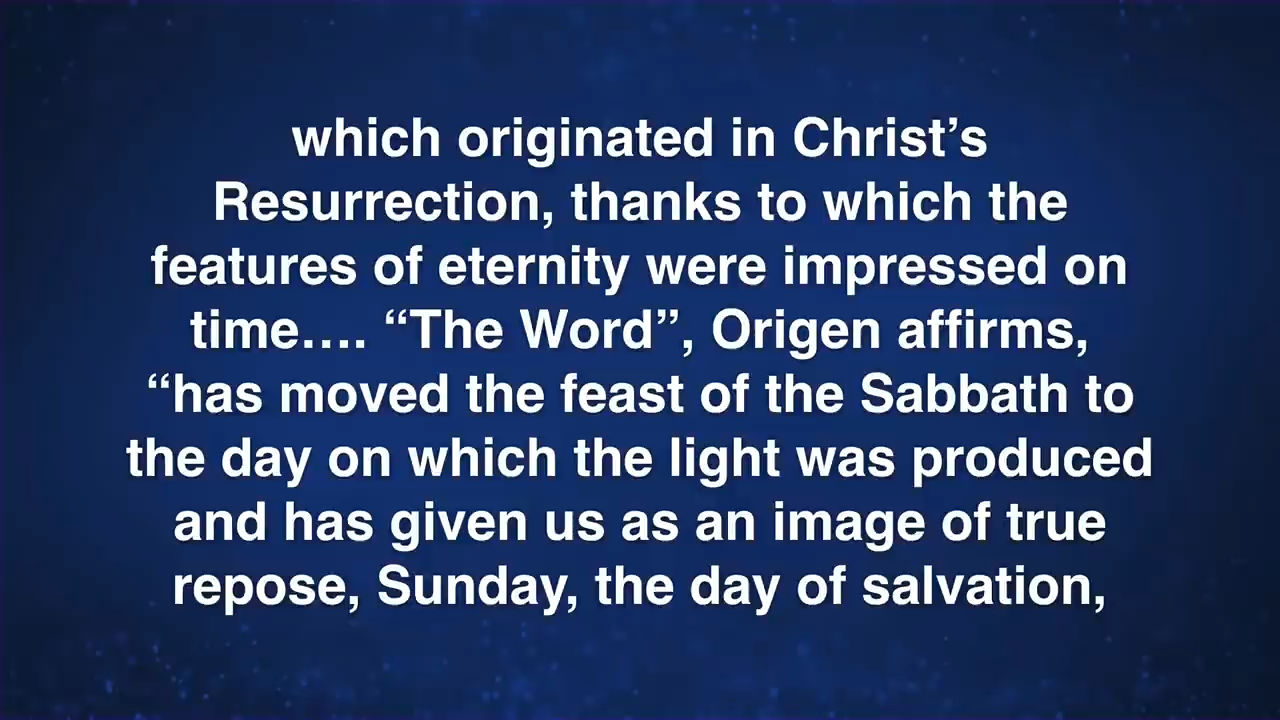 which originated in Christ’s
Resurrection, thanks to which the
features of eternity were impressed on
time…. “The Word”, Origen affirms,
“has moved the feast of the Sabbath to
the day on which the light was produced
and has given us as an image of true
repose, Sunday, the day of salvation,